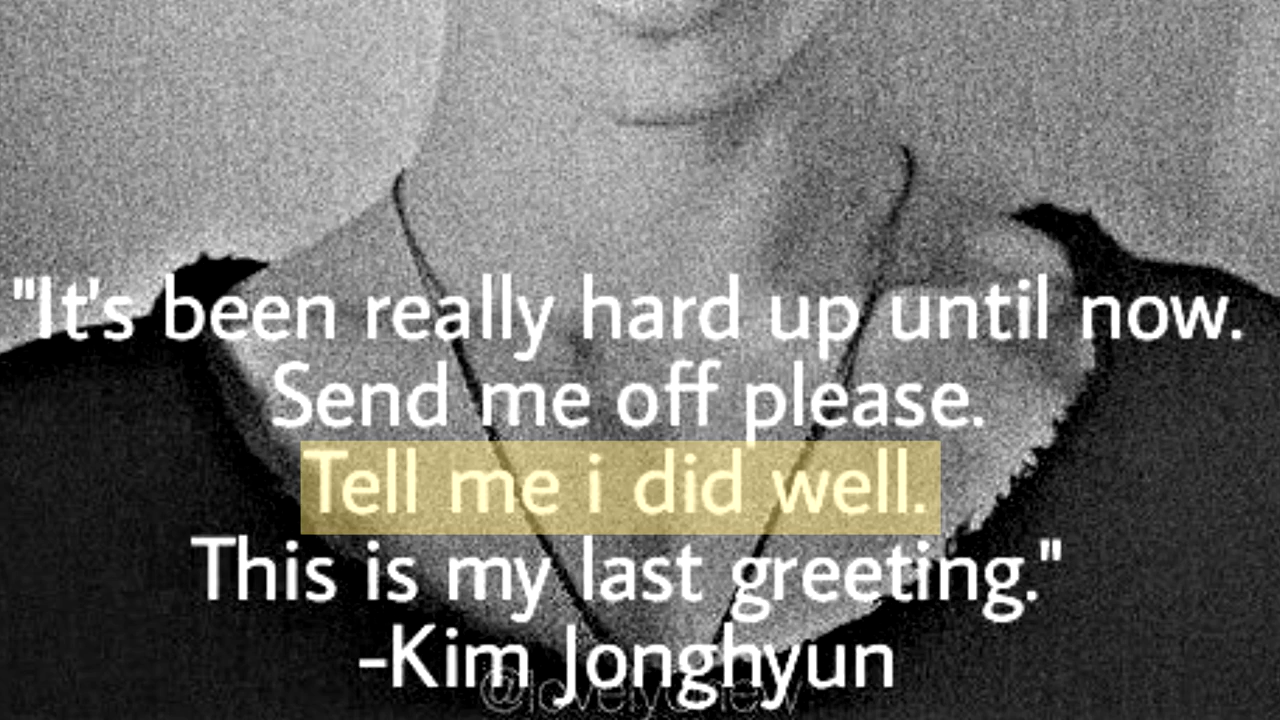 "It's been really hard up until now.
Send me off please.
Tell me i did well.
This is my last greeting."
-Kim Jonghyun